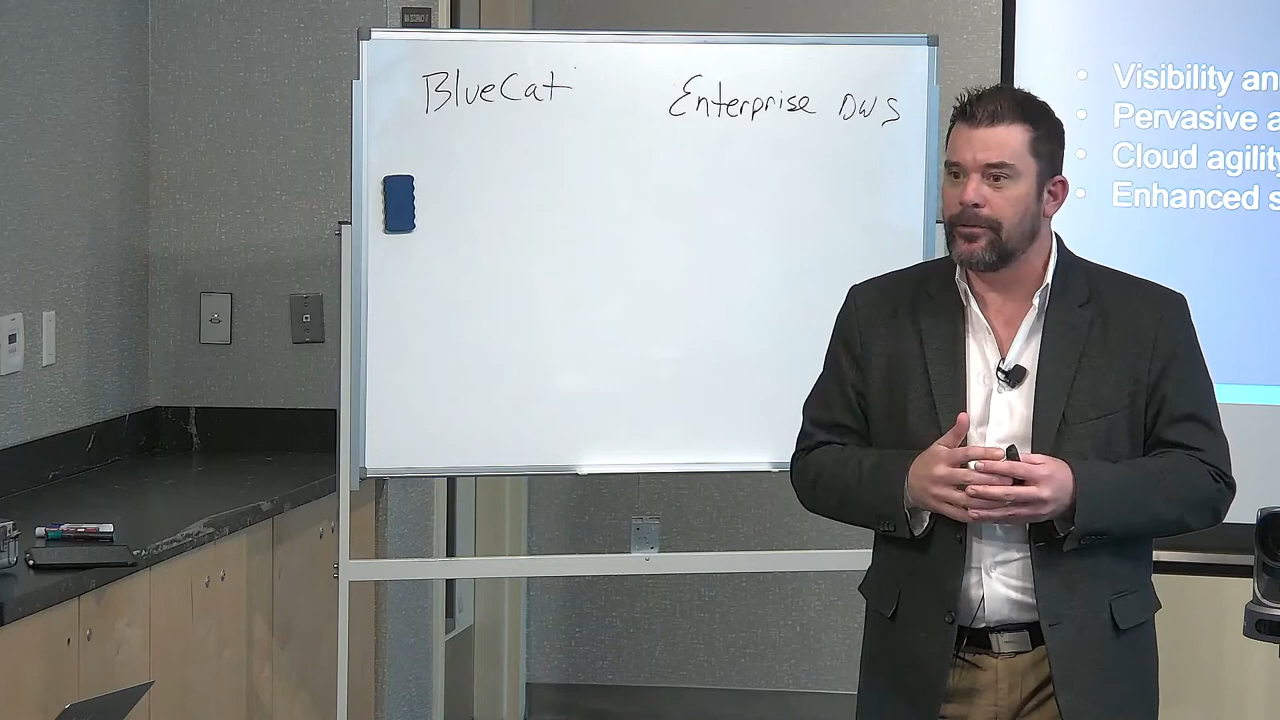 BlueCat Enterprise DNS
Visibility an
Pervasive a
Cloud agility
Enhanced s